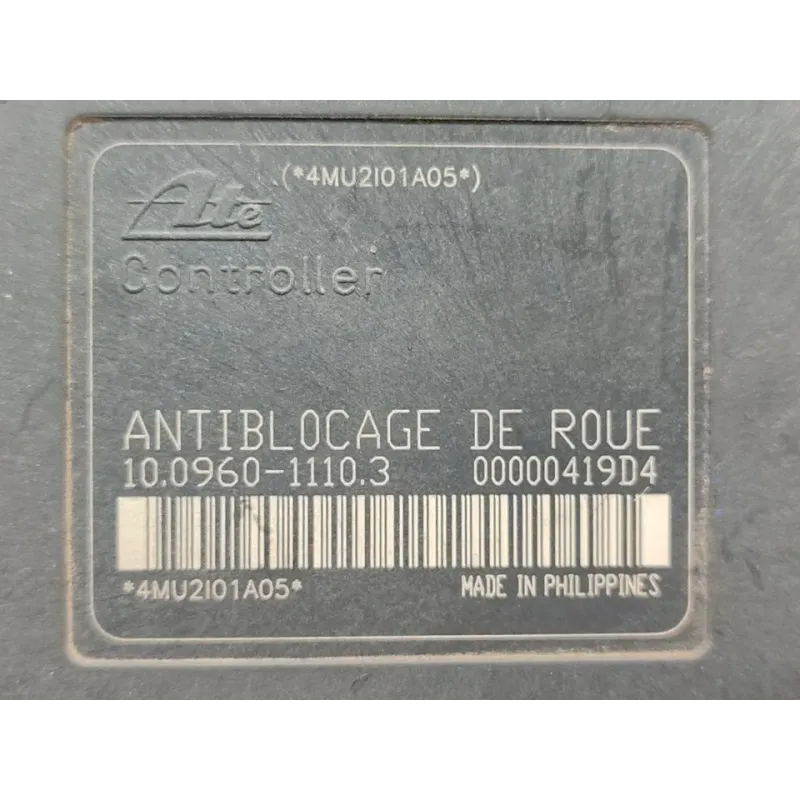 (*4MU2I01A05*)
Ate
Controller
ANTIBLOCAGE DE ROUE
10.0960-1110.3 00000419D4
*4MU2I01A05* MADE IN PHILIPPINES